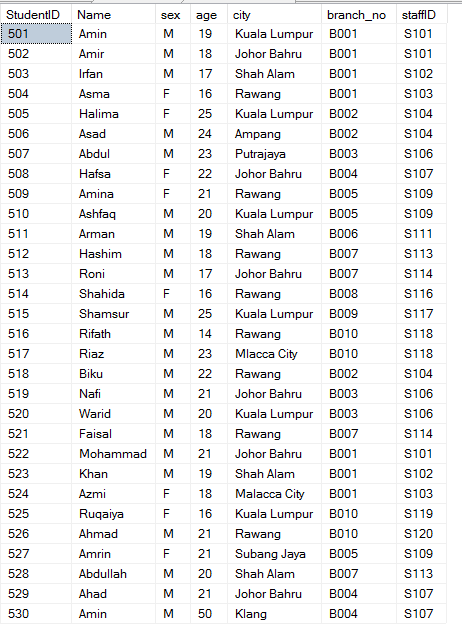 StudentID Name sex age city branch_no staffID
501 Amin M 19 Kuala Lumpur B001 S101
502 Amir M 18 Johor Bahru B001 S101
503 Irfan M 17 Shah Alam B001 S102
504 Asma F 16 Rawang B001 S103
505 Halima F 25 Kuala Lumpur B002 S104
506 Asad M 24 Ampang B002 S104
507 Abdul M 23 Putrajaya B003 S106
508 Hafsa F 22 Johor Bahru B004 S107
509 Amina F 21 Rawang B005 S109
510 Ashfaq M 20 Kuala Lumpur B005 S109
511 Arman M 19 Shah Alam B006 S111
512 Hashim M 18 Rawang B007 S113
513 Roni M 17 Johor Bahru B007 S114
514 Shahida F 16 Rawang B008 S116
515 Shamsur M 25 Kuala Lumpur B009 S117
516 Rifath M 14 Rawang B010 S118
517 Riaz M 23 Mlacca City B010 S118
518 Biku M 22 Rawang B002 S104
519 Nafi M 21 Johor Bahru B003 S106
520 Warid M 20 Kuala Lumpur B003 S106
521 Faisal M 18 Rawang B007 S114
522 Mohammad M 21 Johor Bahru B001 S101
523 Khan M 19 Shah Alam B001 S102
524 Azmi F 18 Malacca City B001 S103
525 Ruqaiya F 16 Kuala Lumpur B010 S119
526 Ahmad M 21 Rawang B010 S120
527 Amrin F 21 Subang Jaya B005 S109
528 Abdullah M 20 Shah Alam B007 S113
529 Ahad M 21 Johor Bahru B004 S107
530 Amin M 50 Klang B004 S107